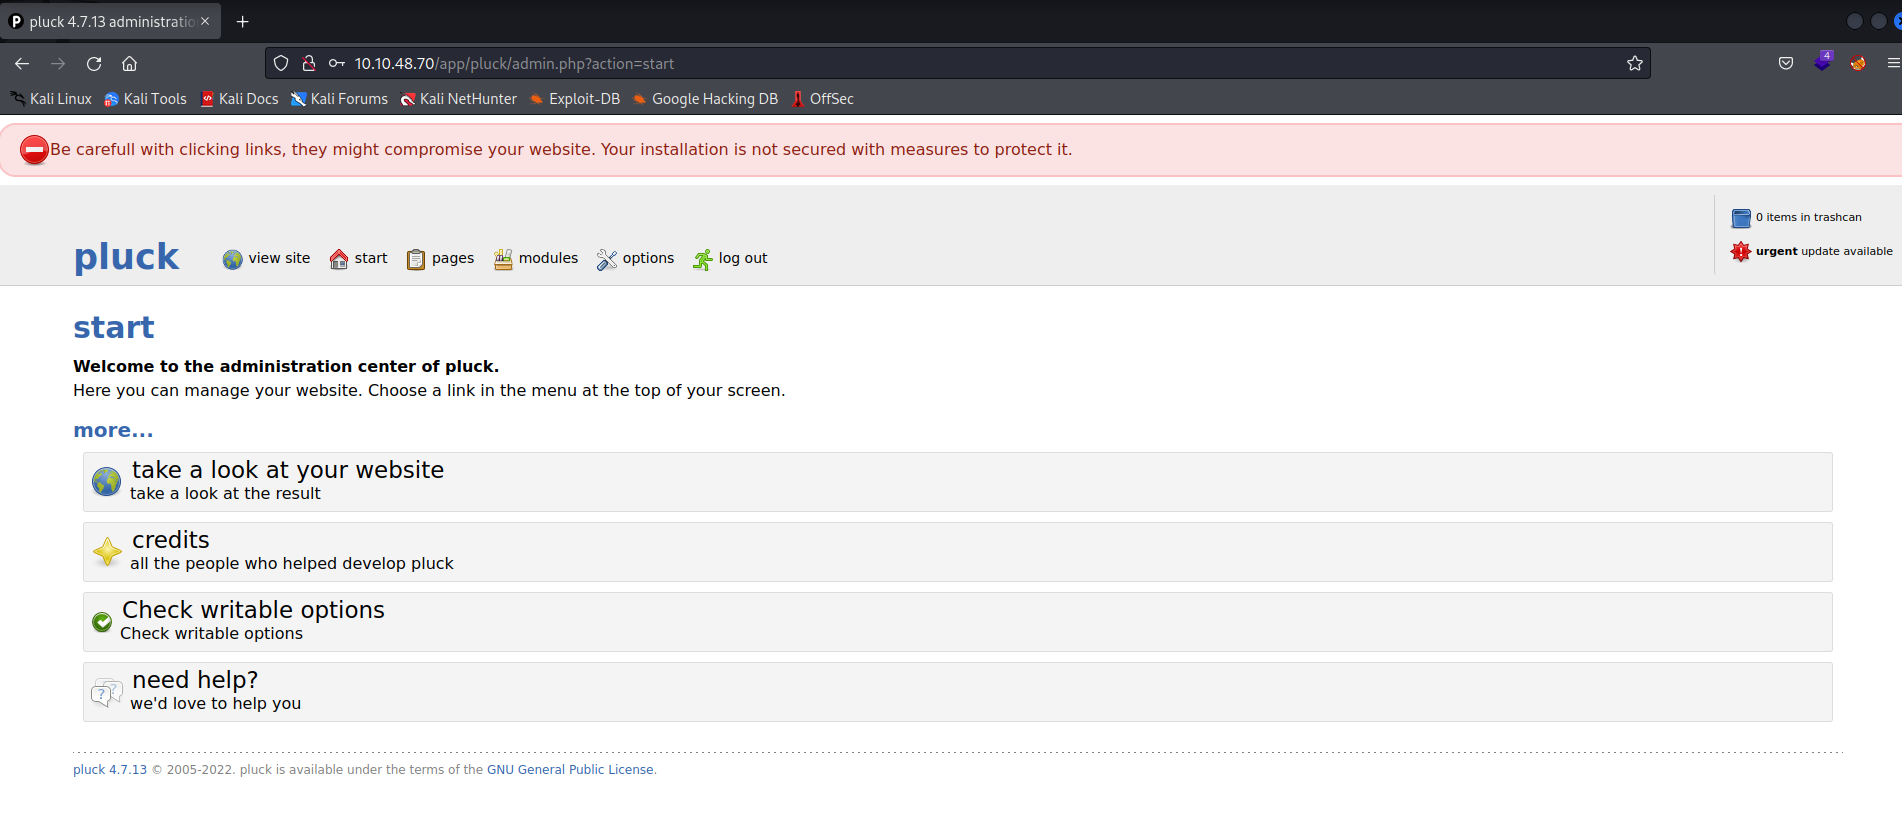 pluck 4.7.13 administratio
10.10.48.70/app/pluck/admin.php?action=start
4
Kali Linux Kali Tools Kali Docs Kali Forums Kali NetHunter Exploit-DB Google Hacking DB OffSec
Be carefull with clicking links, they might compromise your website. Your installation is not secured with measures to protect it.
0 items in trashcan
urgent update available
pluck view site start pages modules options log out
start
Welcome to the administration center of pluck.
Here you can manage your website. Choose a link in the menu at the top of your screen.
more...
take a look at your website
take a look at the result
credits
all the people who helped develop pluck
Check writable options
Check writable options
need help?
we'd love to help you
pluck 4.7.13 © 2005-2022. pluck is available under the terms of the GNU General Public License.